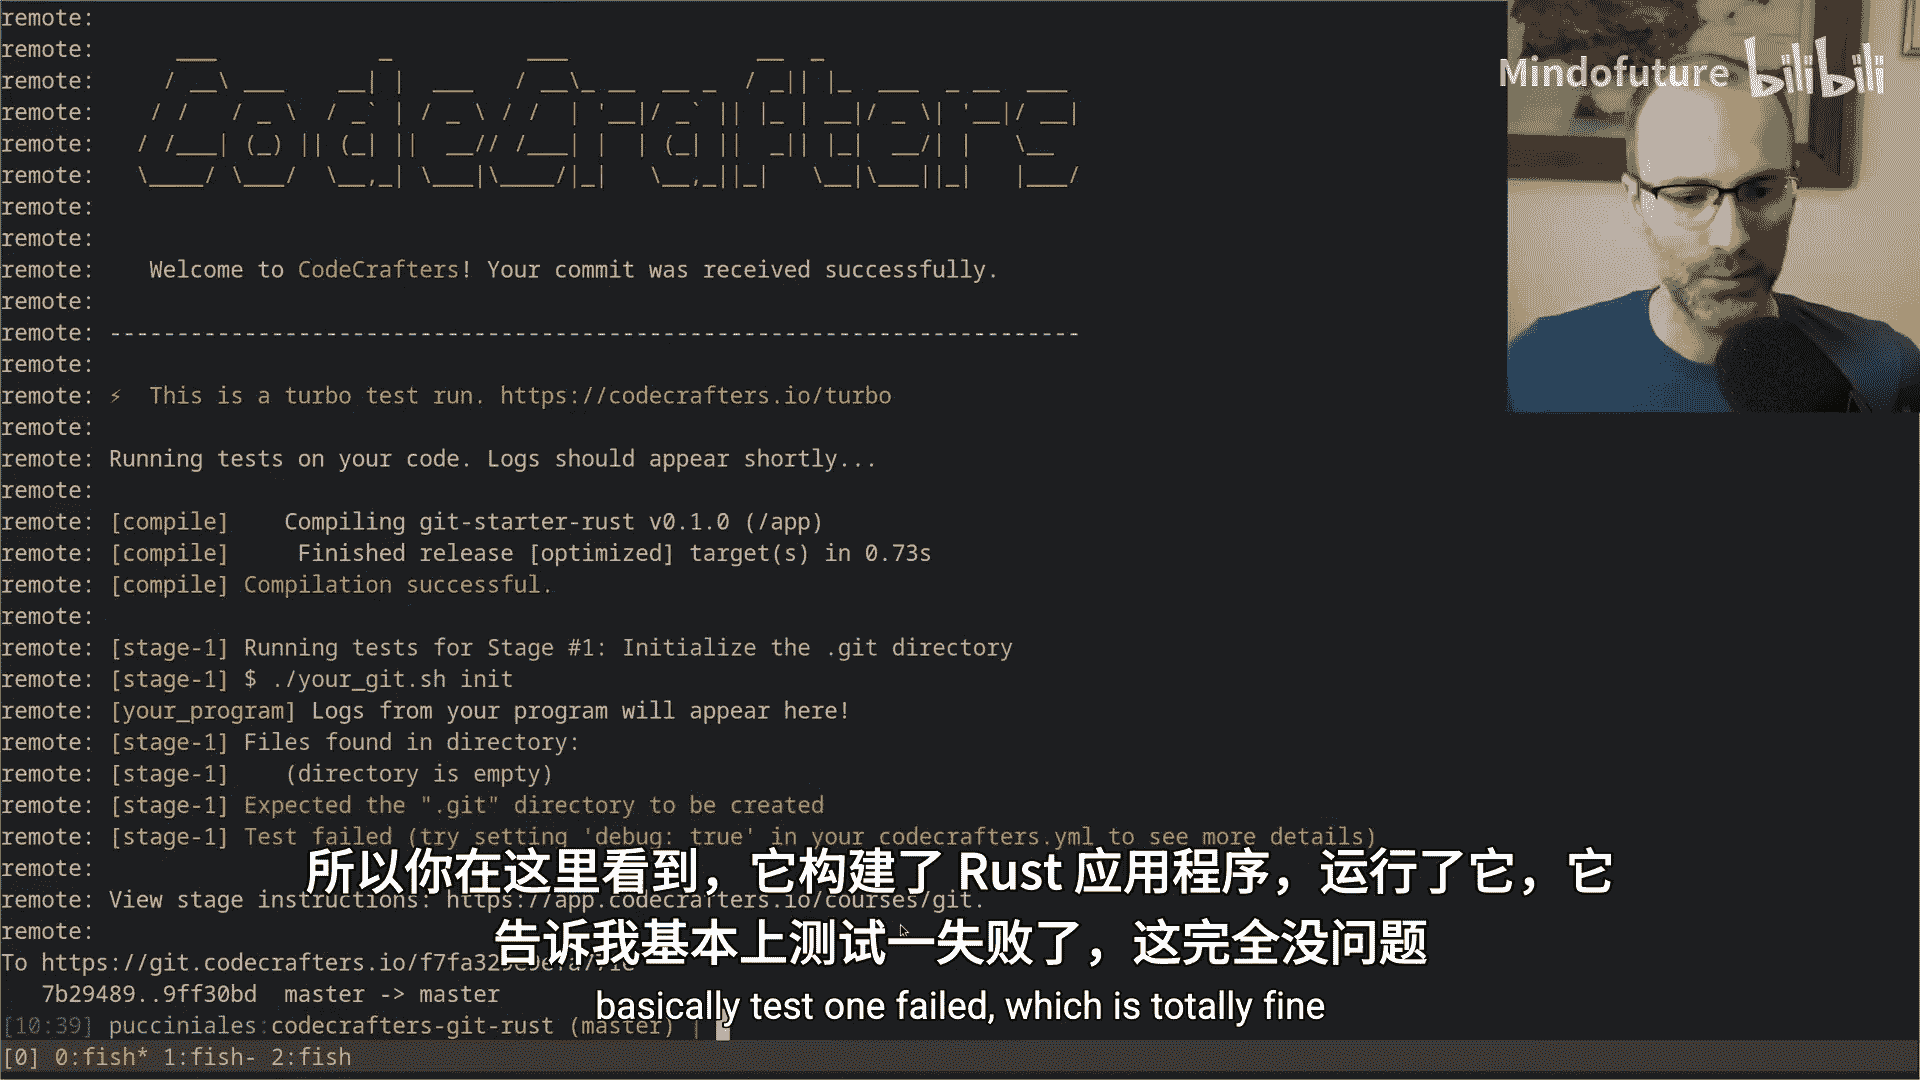 remote:
remote:
remote:
remote:
remote:
remote:
remote:
remote:
remote:    Welcome to CodeCrafters! Your commit was received successfully.
remote:
remote: ------------------------------------------------------------------------
remote:
remote: ⚡  This is a turbo test run. https://codecrafters.io/turbo
remote:
remote: Running tests on your code. Logs should appear shortly...
remote:
remote: [compile]    Compiling git-starter-rust v0.1.0 (/app)
remote: [compile]     Finished release [optimized] target(s) in 0.73s
remote: [compile] Compilation successful.
remote:
remote: [stage-1] Running tests for Stage #1: Initialize the .git directory
remote: [stage-1] $ ./your_git.sh init
remote: [your_program] Logs from your program will appear here!
remote: [stage-1] Files found in directory:
remote: [stage-1]    (directory is empty)
remote: [stage-1] Expected the ".git" directory to be created
remote: [stage-1] Test failed (try setting 'debug: true' in your codecrafters.yml to see more details)
remote:
remote: View stage instructions: https://app.codecrafters.io/courses/git.
remote:
To https://git.codecrafters.io/
   7b29489..9ff30bd  master -> master
[10:39] pucciniales:codecrafters-git-rust (master) |
[0] 0:fish* 1:fish- 2:fish
CodeCrafters
Mindofuture bilibili
所以你在这里看到，它构建了 Rust 应用程序，运行了它，它
告诉我基本上测试一失败了，这完全没问题
basically test one failed, which is totally fine